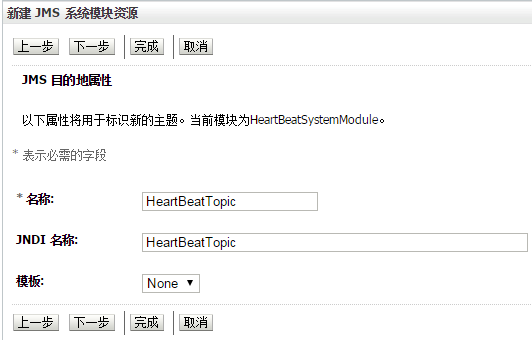 新建 JMS 系统模块资源
上一步 下一步 完成 取消
JMS 目的地属性
以下属性将用于标识新的主题。当前模块为HeartBeatSystemModule。
* 表示必需的字段
* 名称: HeartBeatTopic
JNDI 名称: HeartBeatTopic
模板: None ▼
上一步 下一步 完成 取消